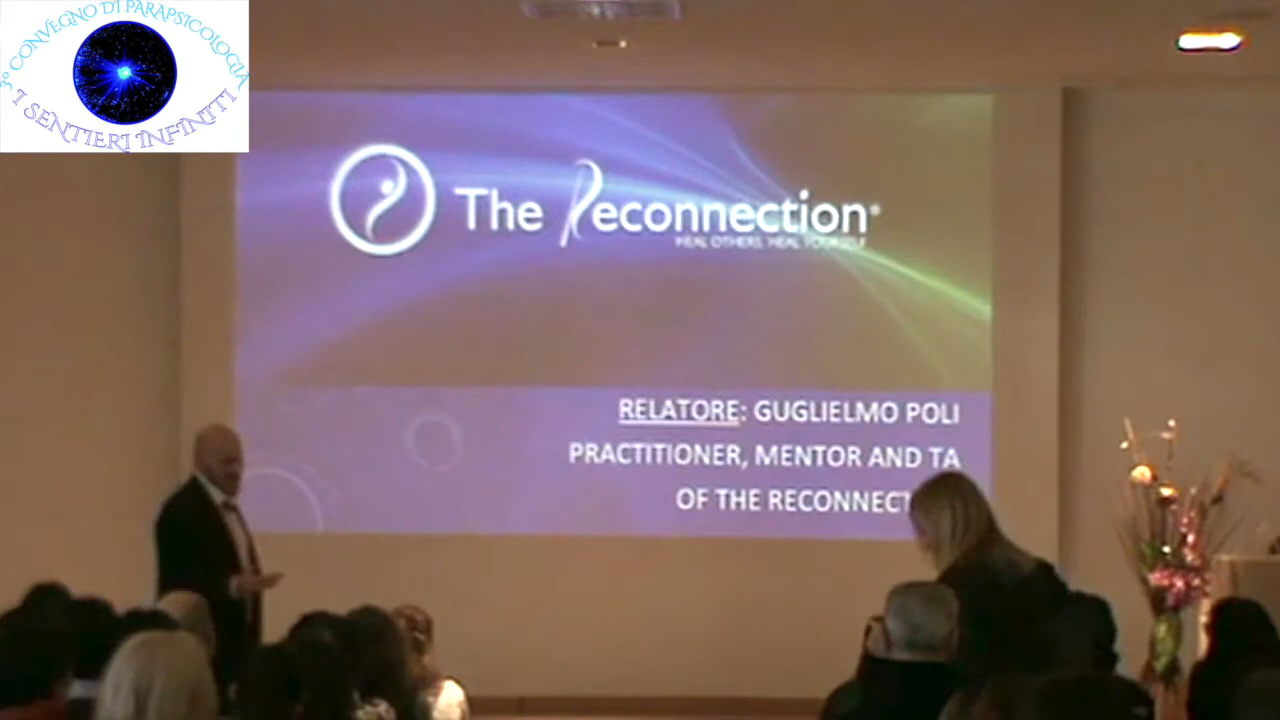 3° CONVEGNO DI PARAPSICOLOGIA
I SENTIERI INFINITI
The Reconnection®
HEAL OTHERS, HEAL YOURSELF
RELATORE: GUGLIELMO POLI
PRACTITIONER, MENTOR AND TA
OF THE RECONNECT